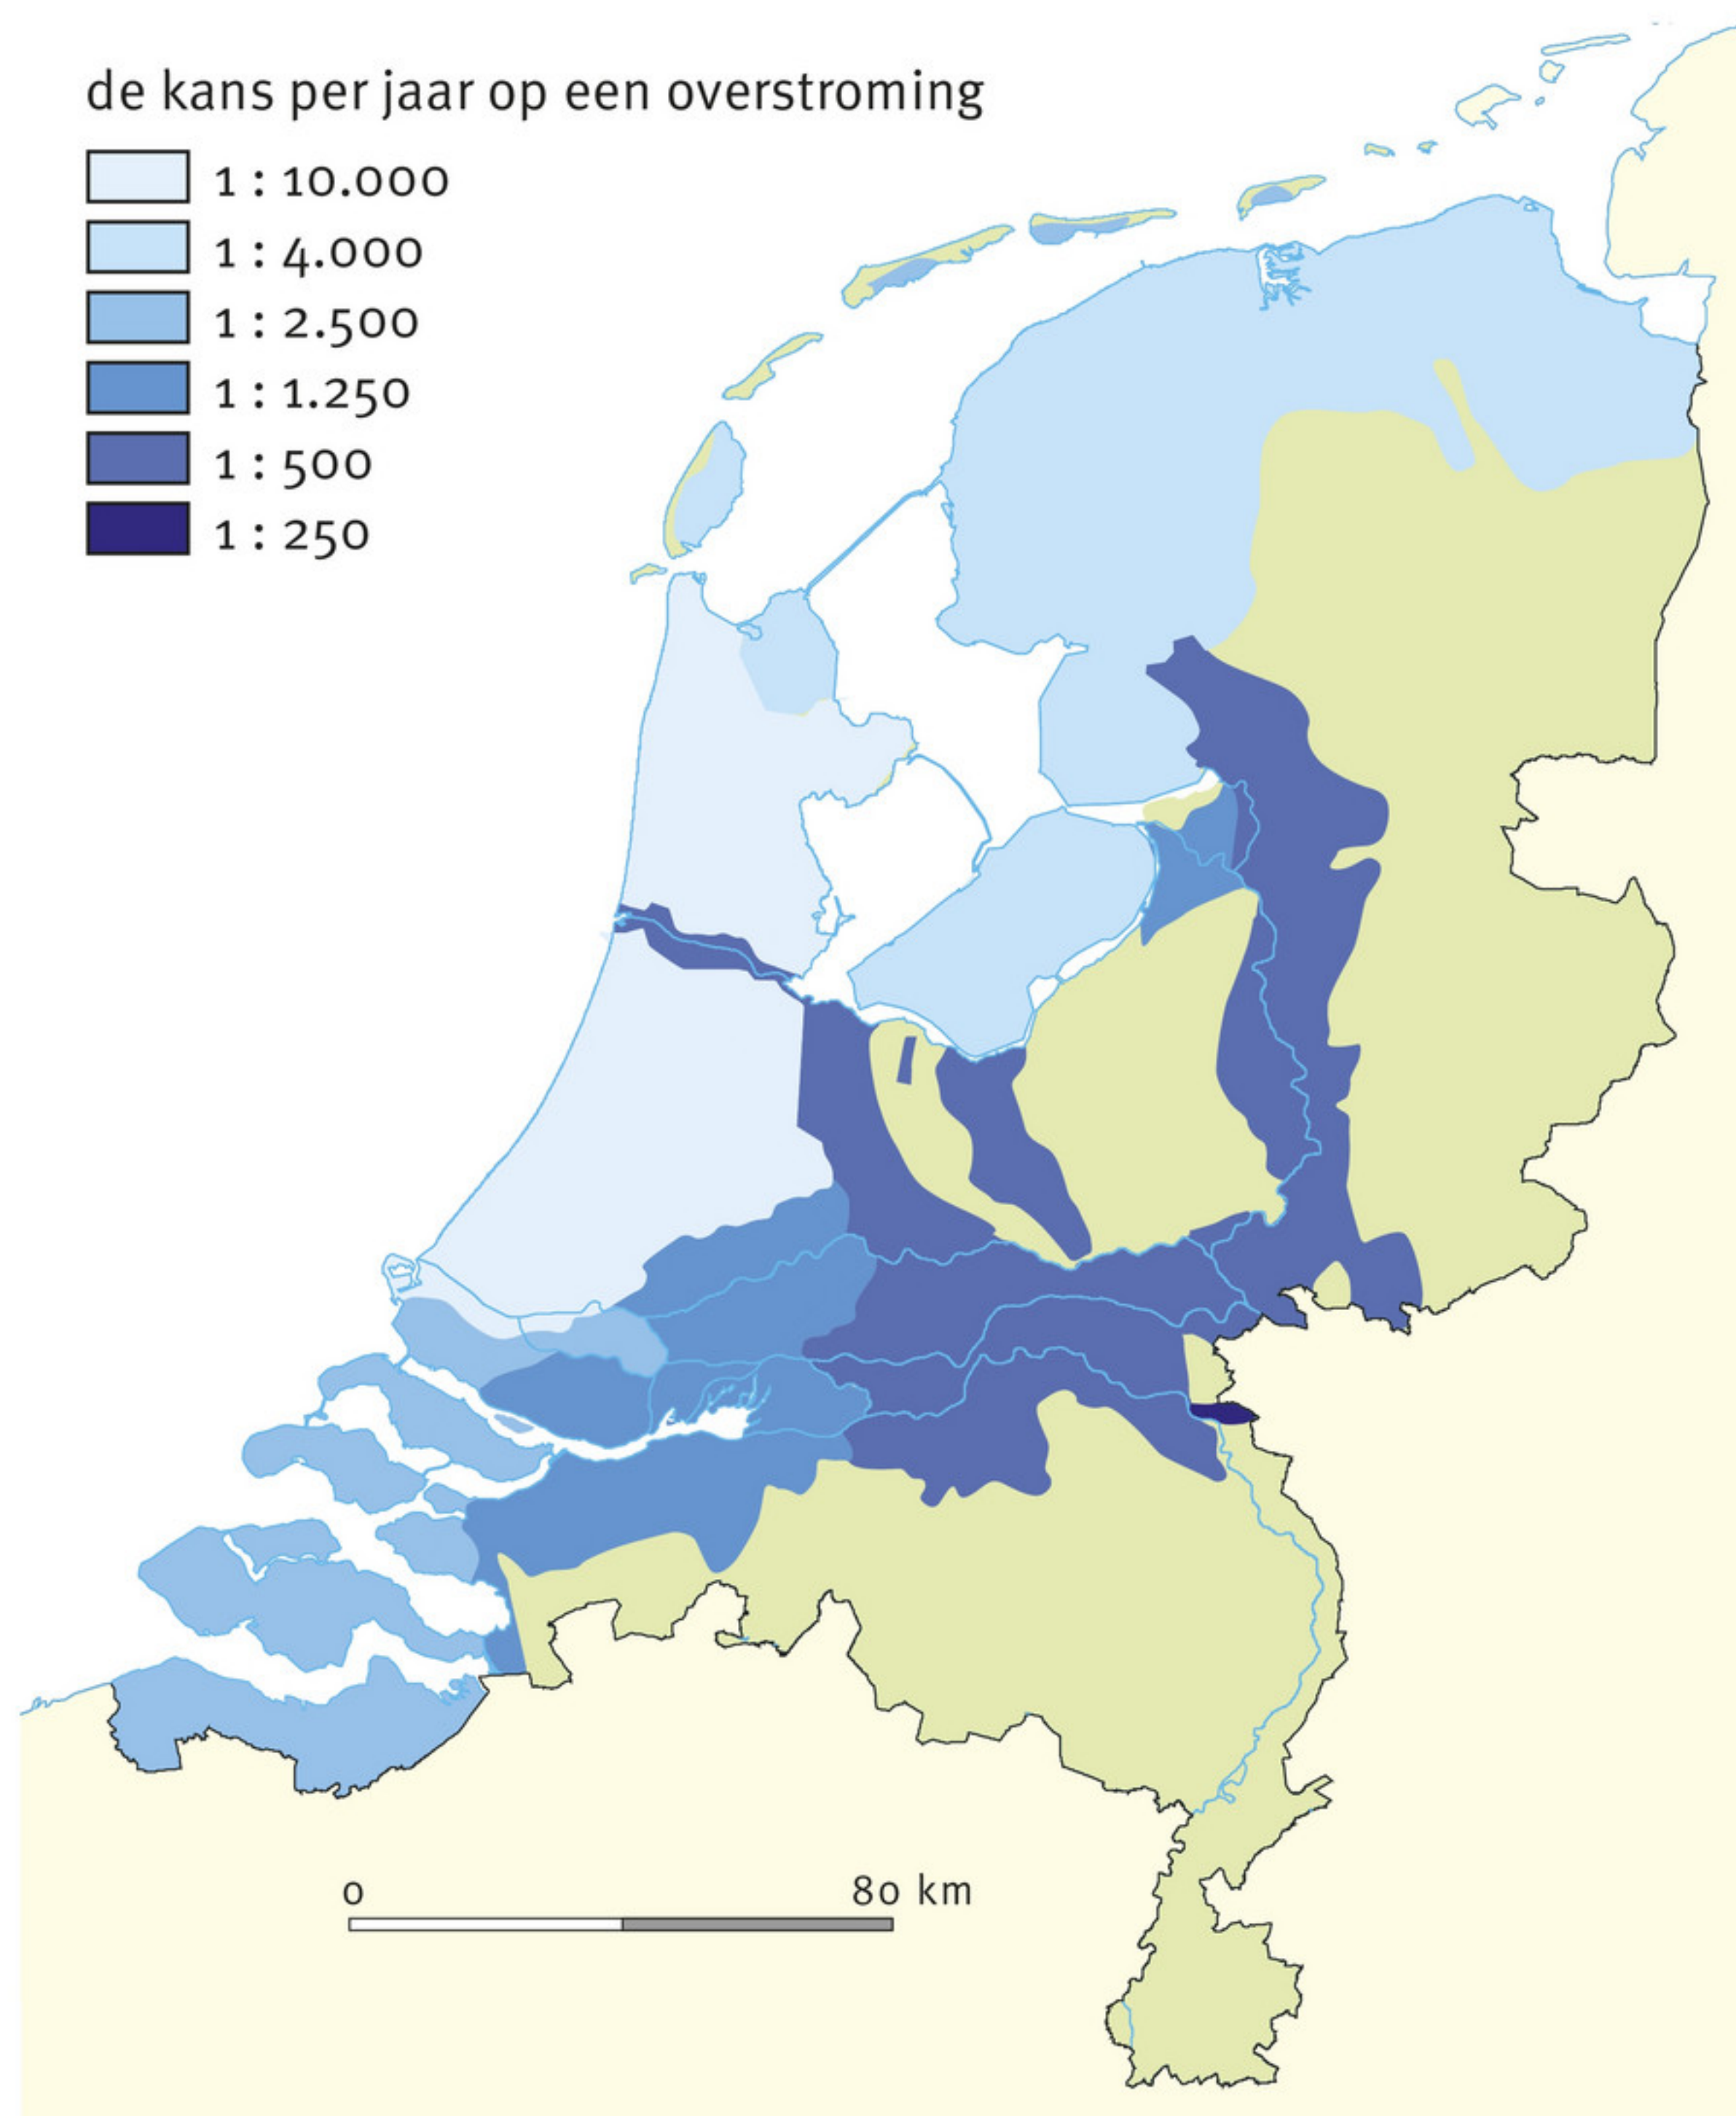 de kans per jaar op een overstroming
1 : 10.000
1 : 4.000
1 : 2.500
1 : 1.250
1 : 500
1 : 250
0 80 km